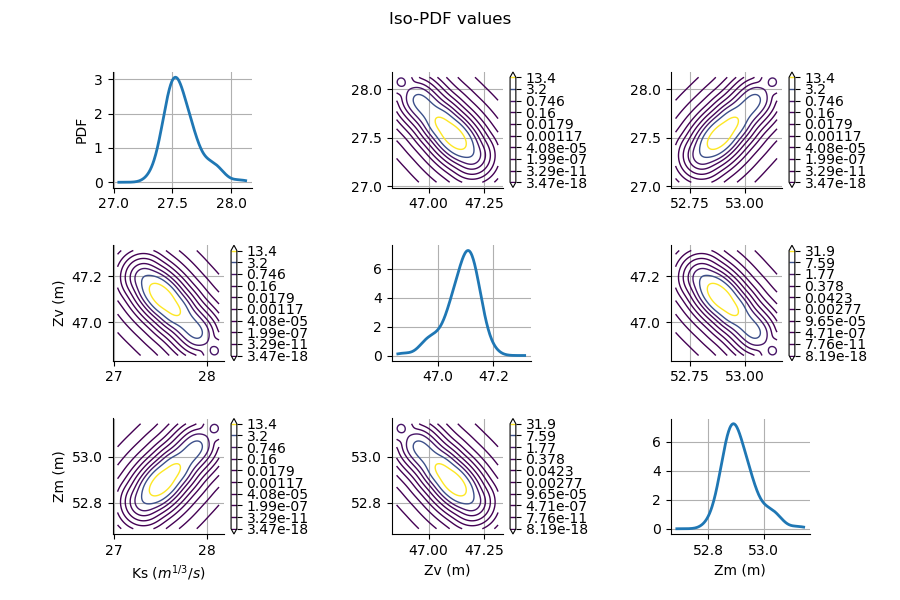 Iso-PDF values
PDF
3
2
1
0
27.0 27.5 28.0
28.0
27.5
27.0
47.00 47.25
13.4
3.2
0.746
0.16
0.0179
0.00117
4.08e-05
1.99e-07
3.29e-11
3.47e-18
28.0
27.5
27.0
52.75 53.00
13.4
3.2
0.746
0.16
0.0179
0.00117
4.08e-05
1.99e-07
3.29e-11
3.47e-18
Zv (m)
47.2
47.0
27 28
13.4
3.2
0.746
0.16
0.0179
0.00117
4.08e-05
1.99e-07
3.29e-11
3.47e-18
6
4
2
0
47.0 47.2
47.2
47.0
52.75 53.00
31.9
7.59
1.77
0.378
0.0423
0.00277
9.65e-05
4.71e-07
7.76e-11
8.19e-18
Zm (m)
53.0
52.8
27 28
Ks (m^{1/3}/s)
13.4
3.2
0.746
0.16
0.0179
0.00117
4.08e-05
1.99e-07
3.29e-11
3.47e-18
53.0
52.8
47.00 47.25
Zv (m)
31.9
7.59
1.77
0.378
0.0423
0.00277
9.65e-05
4.71e-07
7.76e-11
8.19e-18
6
4
2
0
52.8 53.0
Zm (m)